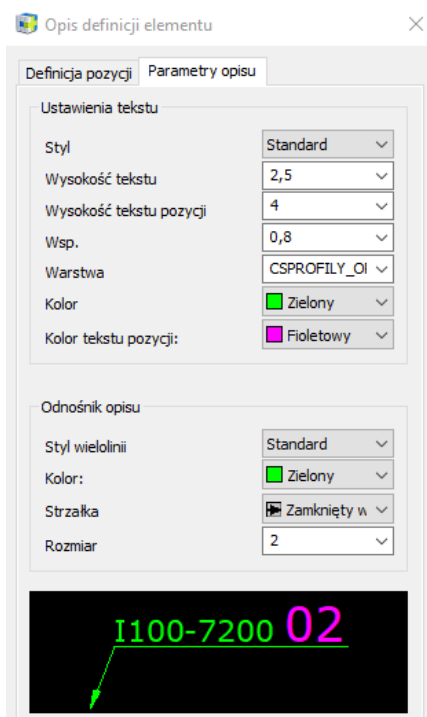 Opis definicji elementu
Definicja pozycji Parametry opisu
Ustawienia tekstu
Styl Standard
Wysokość tekstu 2,5
Wysokość tekstu pozycji 4
Wsp. 0,8
Warstwa CSPROFILY_O
Kolor Zielony
Kolor tekstu pozycji: Fioletowy
Odnośnik opisu
Styl wielolinii Standard
Kolor: Zielony
Strzałka Zamknięty w
Rozmiar 2
I100-7200 02